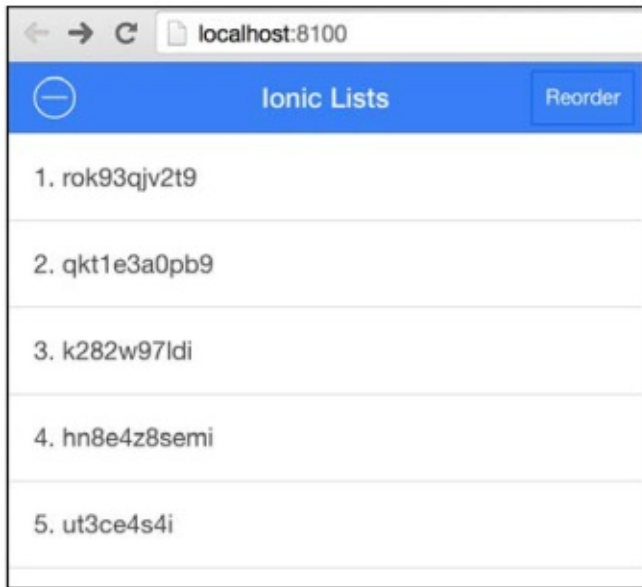 localhost:8100
Ionic Lists Reorder
1. rok93qjv2t9
2. qkt1e3a0pb9
3. k282w97ldi
4. hn8e4z8semi
5. ut3ce4s4i